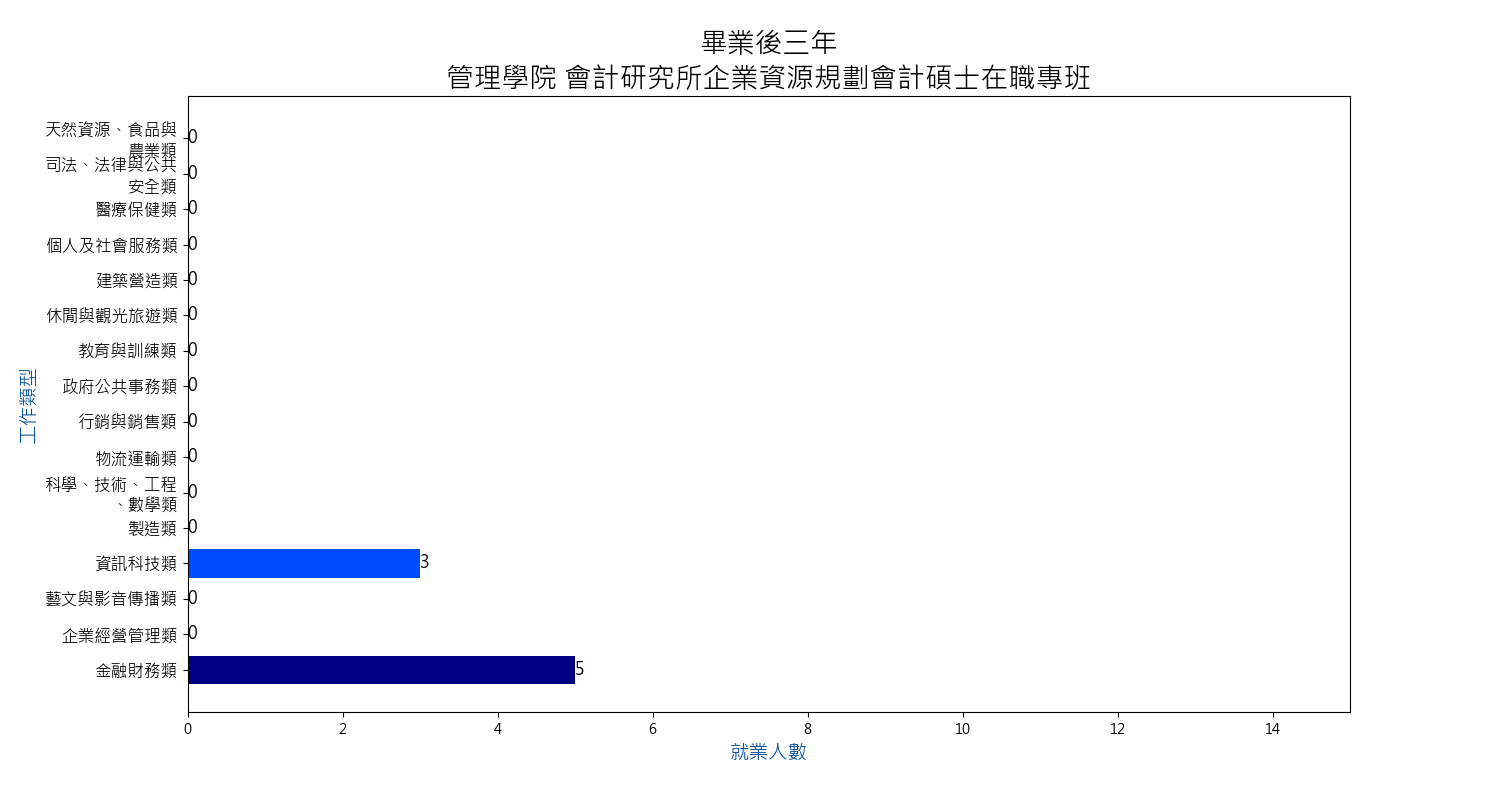 畢業後三年
管理學院 會計研究所企業資源規劃會計碩士在職專班
天然資源、食品與
農業類
0
司法、法律與公共
安全類
0
醫療保健類
0
個人及社會服務類
0
建築營造類
0
休閒與觀光旅遊類
0
教育與訓練類
0
政府公共事務類
0
行銷與銷售類
0
物流運輸類
0
科學、技術、工程
、數學類
0
製造類
0
資訊科技類
3
藝文與影音傳播類
0
企業經營管理類
0
金融財務類
5
工作類型
0 2 4 6 8 10 12 14
就業人數